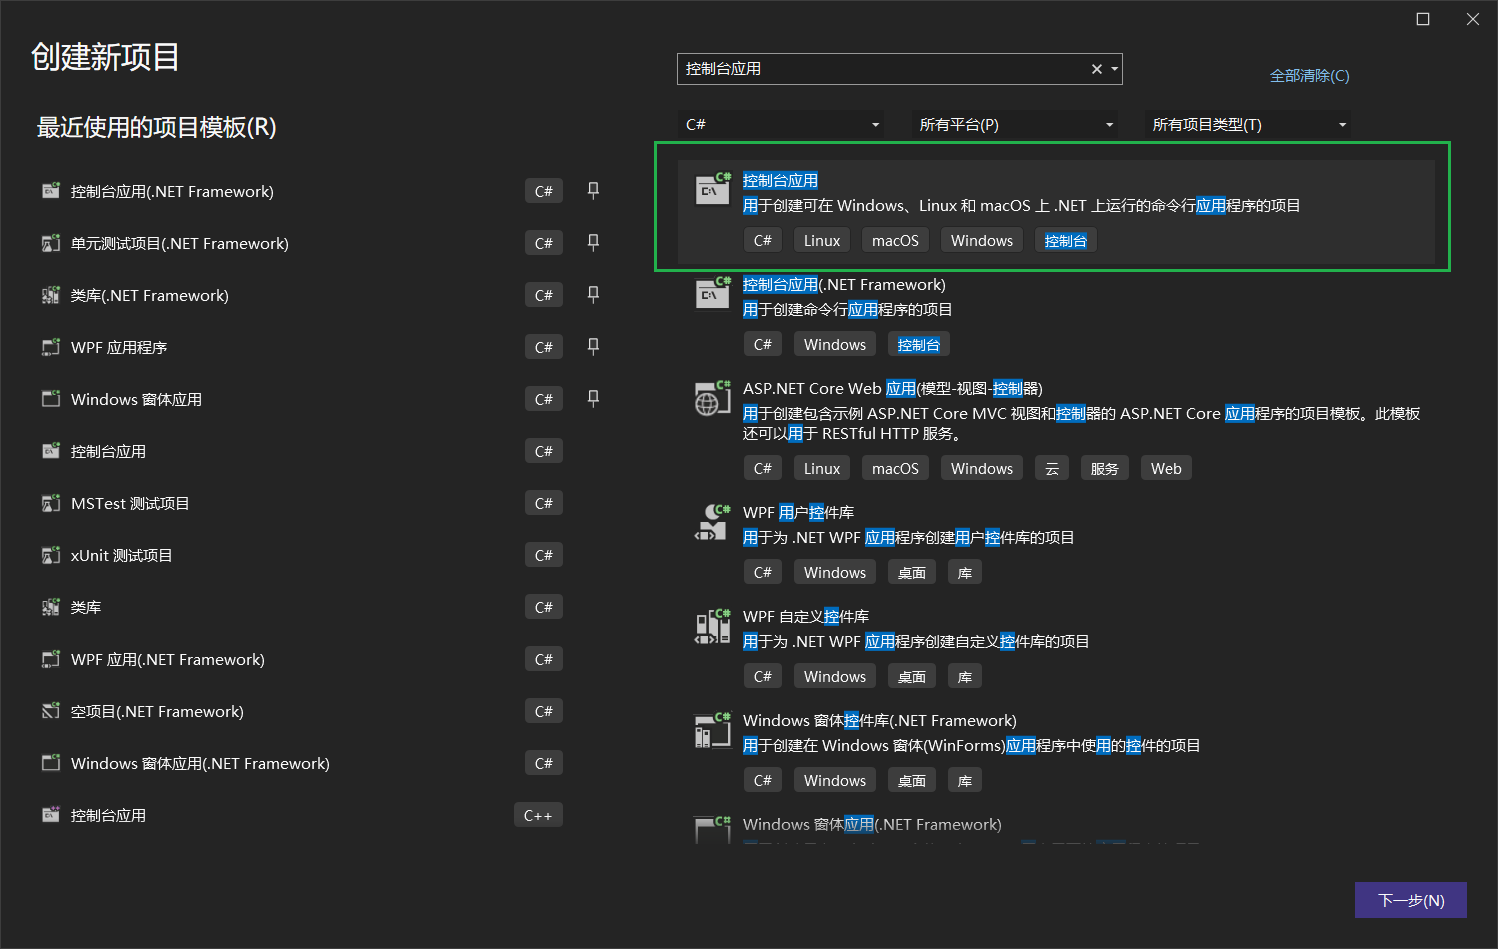 创建新项目
最近使用的项目模板(R)
控制台应用(.NET Framework)
C#
单元测试项目(.NET Framework)
C#
类库(.NET Framework)
C#
WPF 应用程序
C#
Windows 窗体应用
C#
控制台应用
C#
MSTest 测试项目
C#
xUnit 测试项目
C#
类库
C#
WPF 应用(.NET Framework)
C#
空项目(.NET Framework)
C#
Windows 窗体应用(.NET Framework)
C#
控制台应用
C++
控制台应用
全部清除(C)
C#
所有平台(P)
所有项目类型(T)
控制台应用
用于创建可在 Windows、Linux 和 macOS 上 .NET 上运行的命令行应用程序的项目
C# Linux macOS Windows 控制台
控制台应用(.NET Framework)
用于创建命令行应用程序的项目
C# Windows 控制台
ASP.NET Core Web 应用(模型-视图-控制器)
用于创建包含示例 ASP.NET Core MVC 视图和控制器的 ASP.NET Core 应用程序的项目模板。此模板
还可以用于 RESTful HTTP 服务。
C# Linux macOS Windows 云 服务 Web
WPF 用户控件库
用于为 .NET WPF 应用程序创建用户控件库的项目
C# Windows 桌面 库
WPF 自定义控件库
用于为 .NET WPF 应用程序创建自定义控件库的项目
C# Windows 桌面 库
Windows 窗体控件库(.NET Framework)
用于创建在 Windows 窗体(WinForms)应用程序中使用的控件的项目
C# Windows 桌面 库
Windows 窗体应用(.NET Framework)
下一步(N)